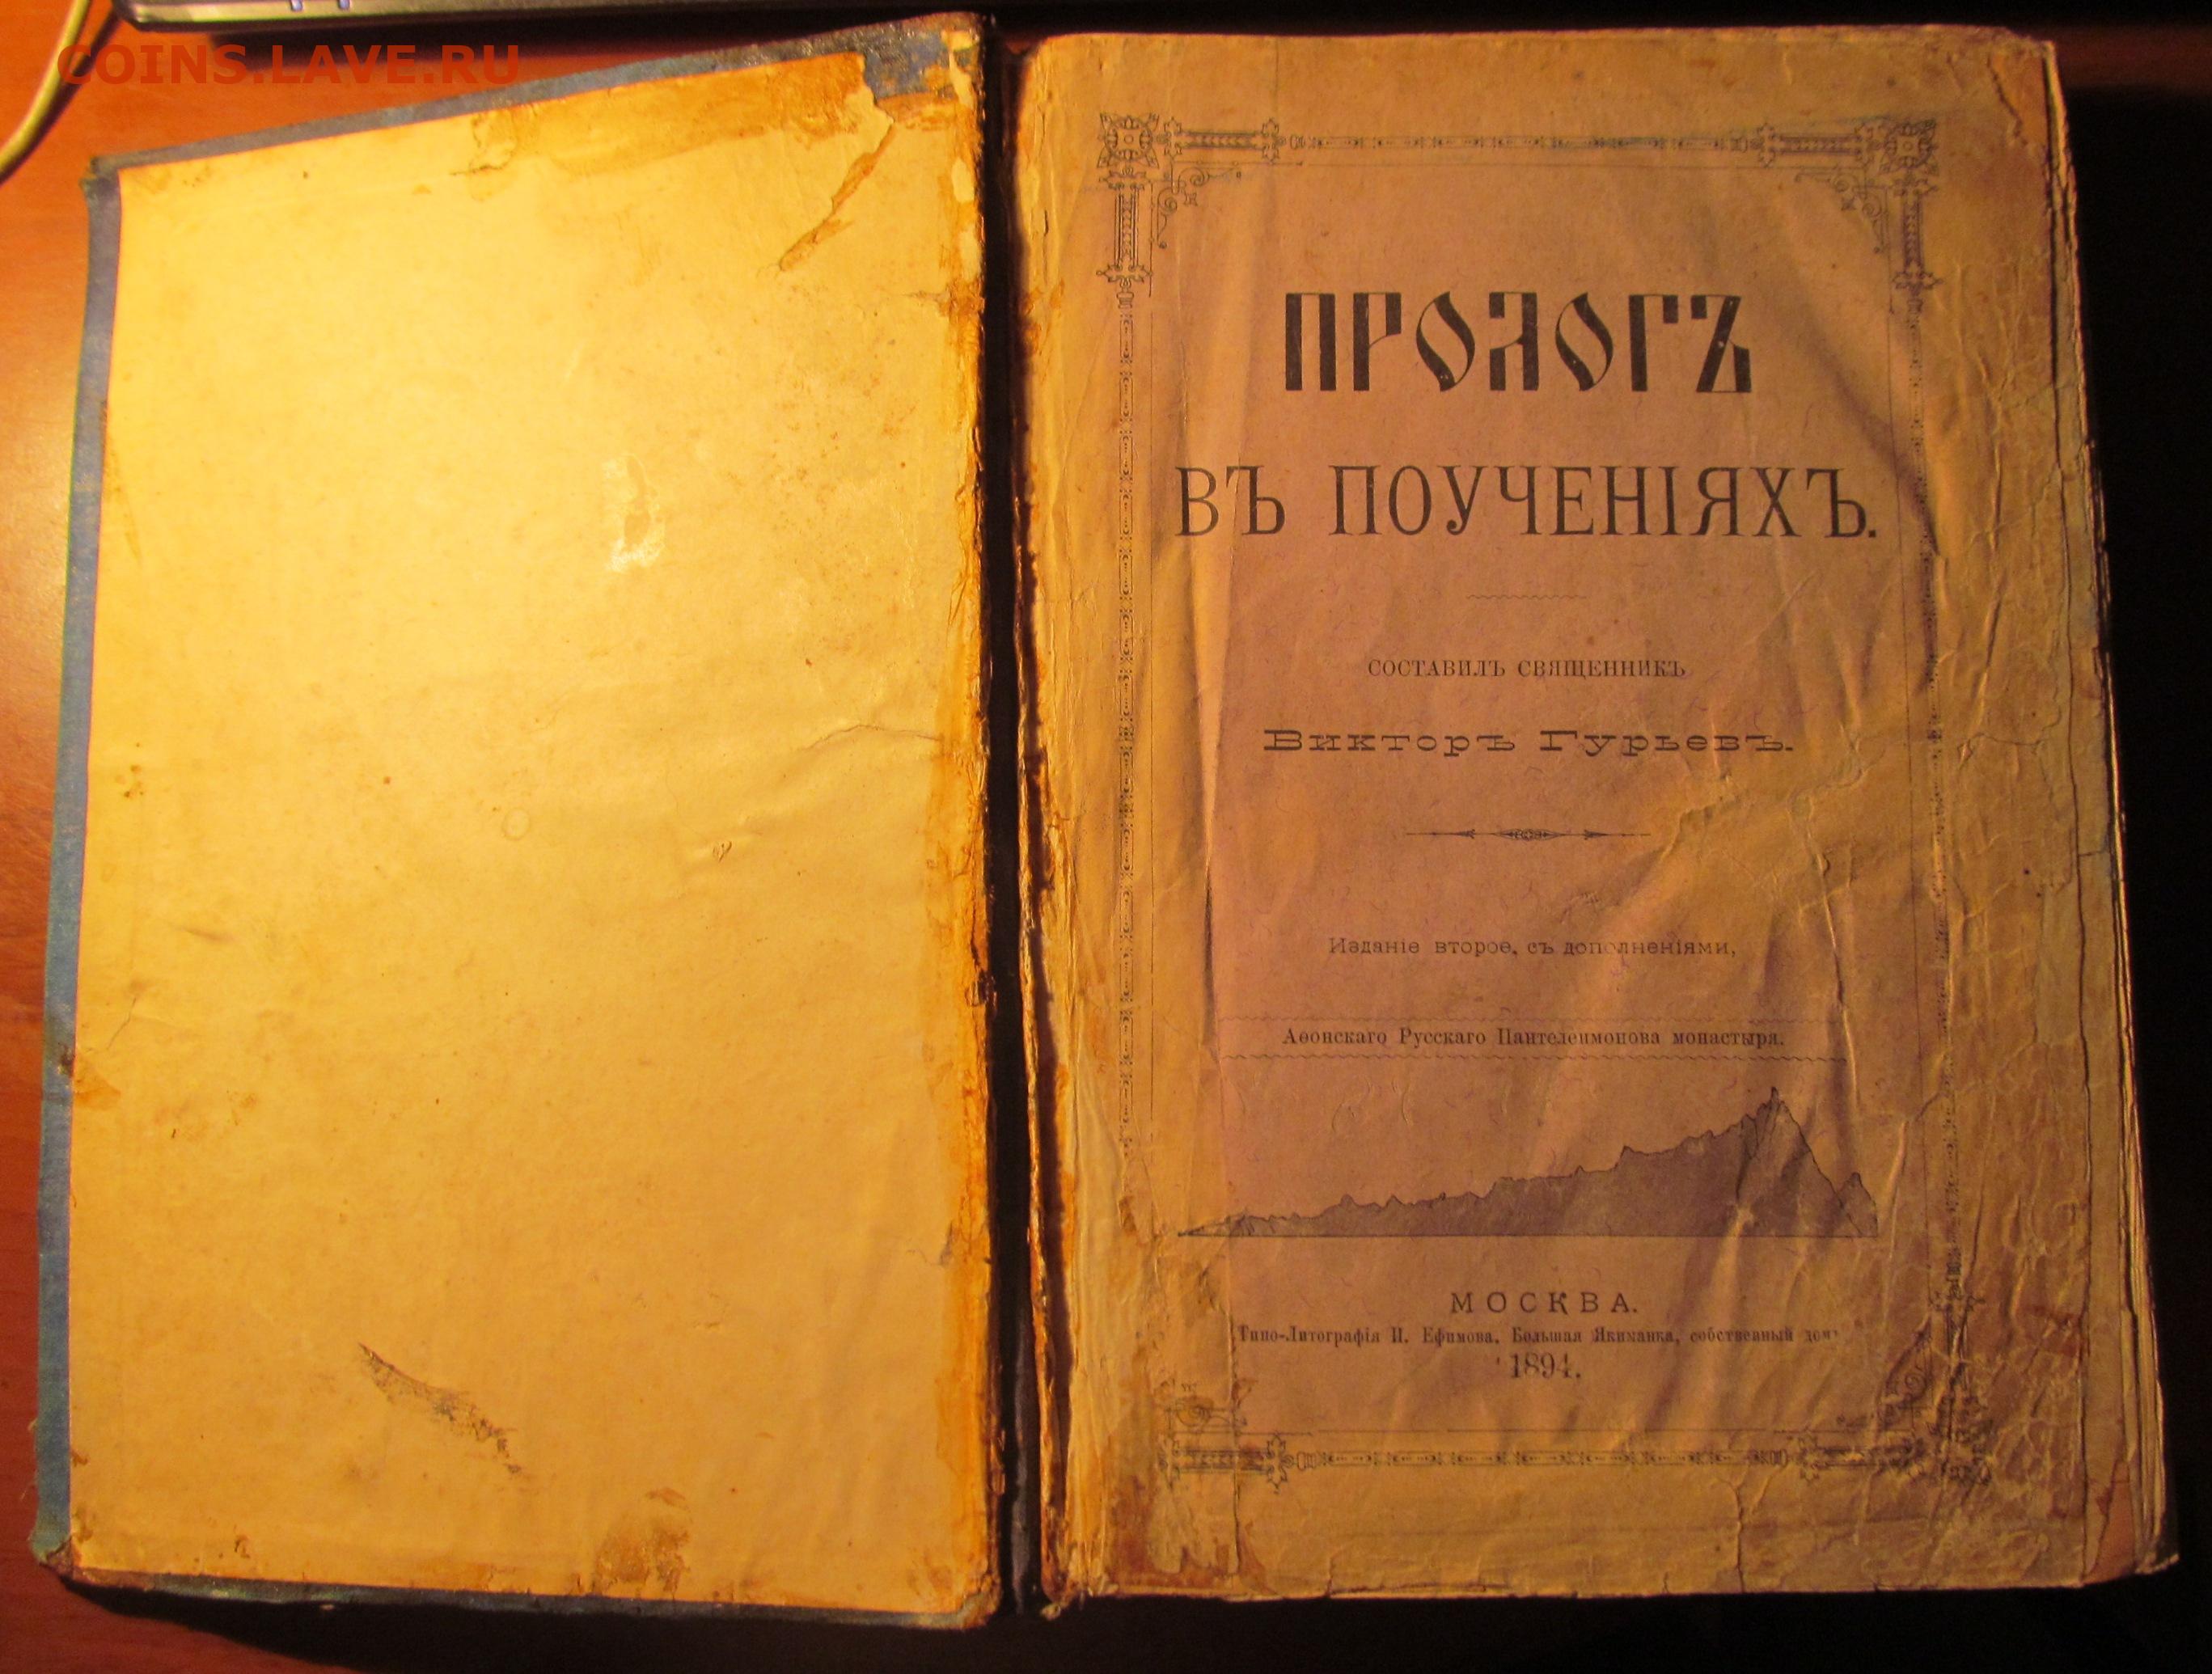 COINS.LAVE.RU
ПРОЛОГЪ
ВЪ ПОУЧЕНІЯХЪ.
СОСТАВИЛЪ СВЯЩЕННИКЪ
Викторъ Гурьевъ.
Изданіе второе, съ дополненіями,
Аѳонскаго Русскаго Пантелеимонова монастыря.
МОСКВА.
Типо-Литографія И. Ефимова, Большая Якиманка, собственный домъ
1894.